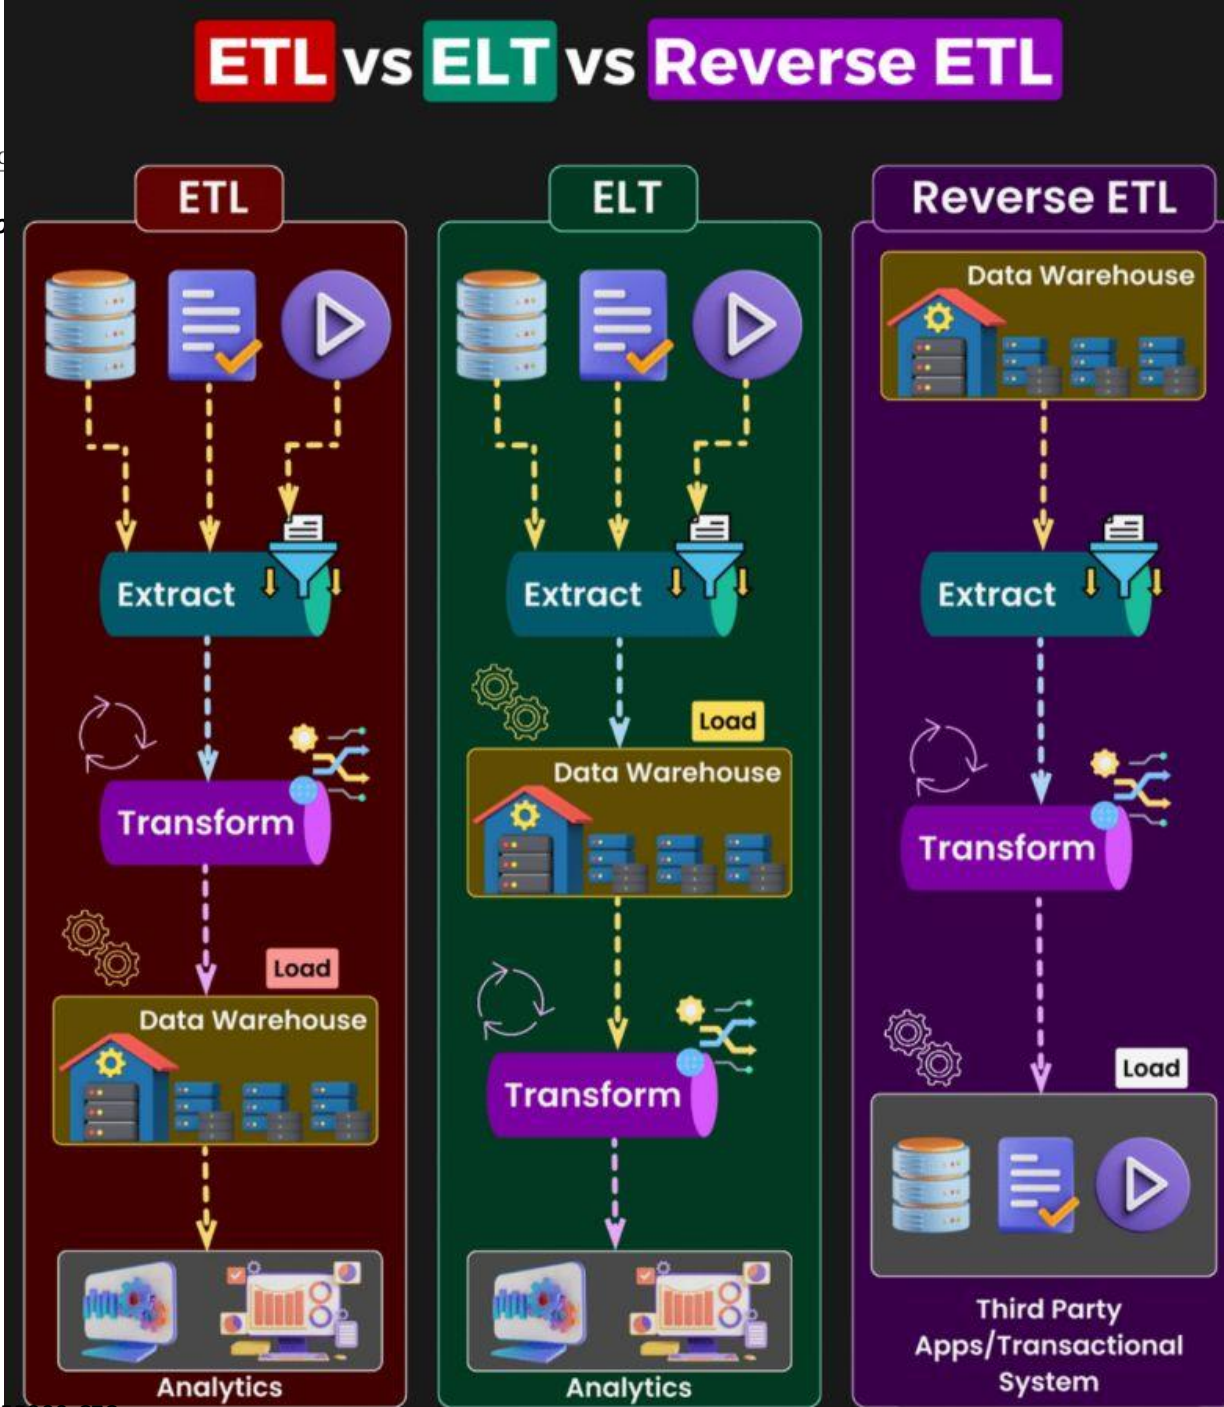 ETL vs ELT vs Reverse ETL
ETL
Extract
Transform
Load
Data Warehouse
Analytics
ELT
Extract
Load
Data Warehouse
Transform
Analytics
Reverse ETL
Data Warehouse
Extract
Transform
Load
Third Party
Apps/Transactional
System